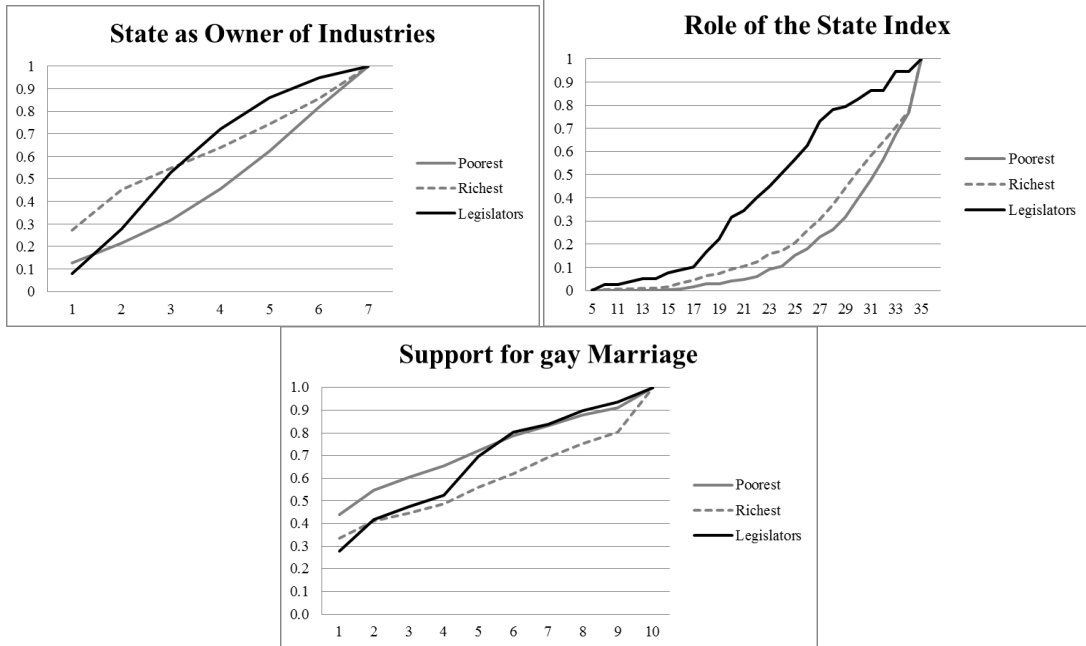 State as Owner of Industries
1
0.9
0.8
0.7
0.6
0.5
0.4
0.3
0.2
0.1
0
1 2 3 4 5 6 7
Poorest
Richest
Legislators
Role of the State Index
1
0.9
0.8
0.7
0.6
0.5
0.4
0.3
0.2
0.1
0
5 11 13 15 17 19 21 23 25 27 29 31 33 35
Poorest
Richest
Legislators
Support for gay Marriage
1.0
0.9
0.8
0.7
0.6
0.5
0.4
0.3
0.2
0.1
0.0
1 2 3 4 5 6 7 8 9 10
Poorest
Richest
Legislators